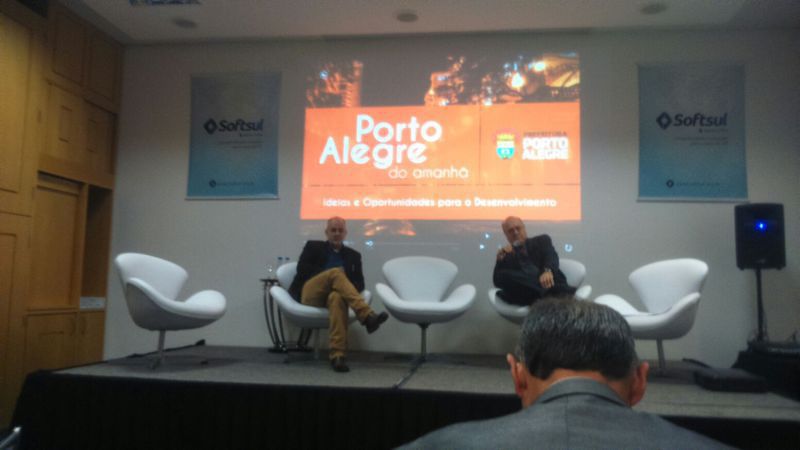 Softsul
Porto
Alegre
do amanhã
PREFEITURA
PORTO
ALEGRE
Ideias e Oportunidades para o Desenvolvimento
Softsul